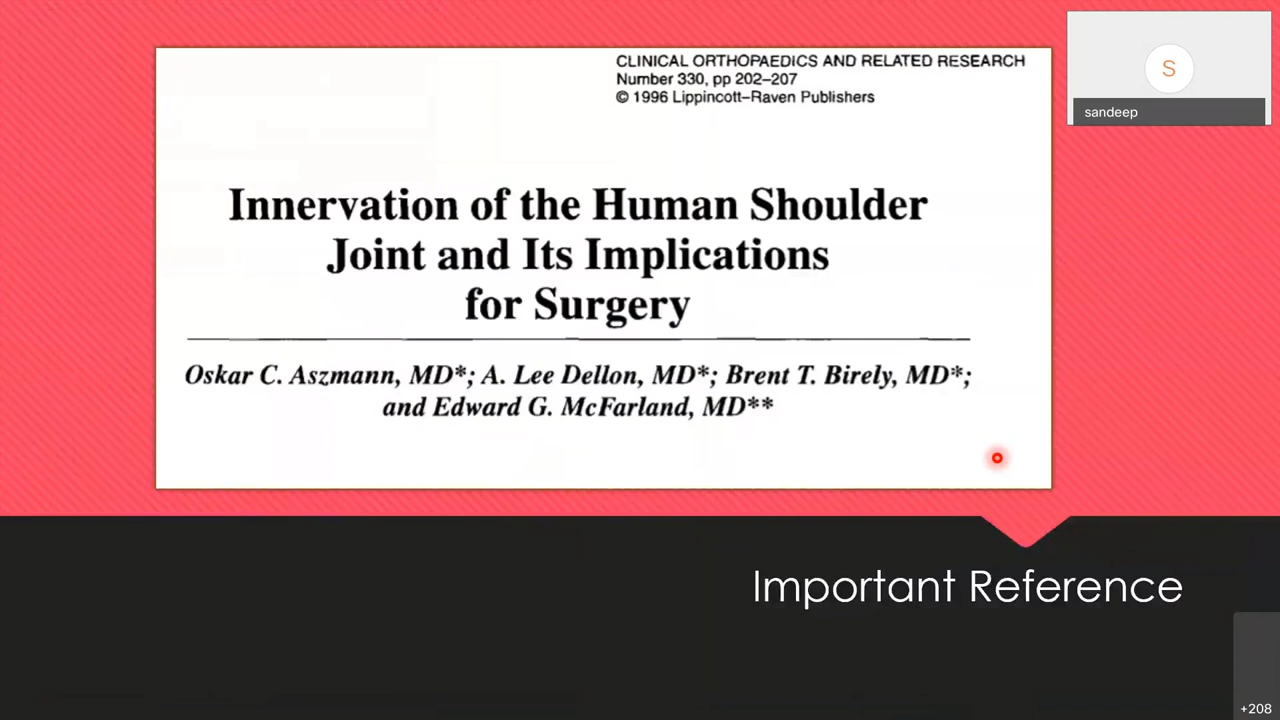 CLINICAL ORTHOPAEDICS AND RELATED RESEARCH
Number 330, pp 202–207
© 1996 Lippincott–Raven Publishers
S
sandeep
Innervation of the Human Shoulder
Joint and Its Implications
for Surgery
Oskar C. Aszmann, MD*; A. Lee Dellon, MD*; Brent T. Birely, MD*;
and Edward G. McFarland, MD**
Important Reference
+208